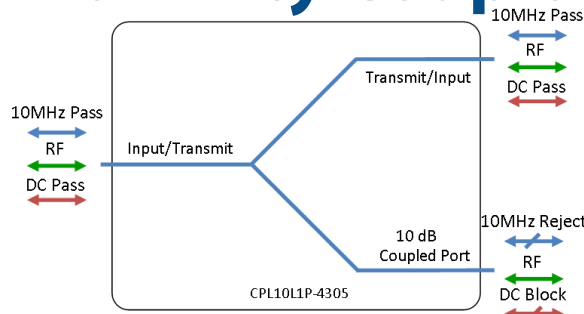 10MHz Pass
RF
Transmit/Input
DC Pass
10MHz Pass
RF
Input/Transmit
DC Pass
10MHz Reject
10 dB
Coupled Port
RF
CPL10L1P-4305
DC Block